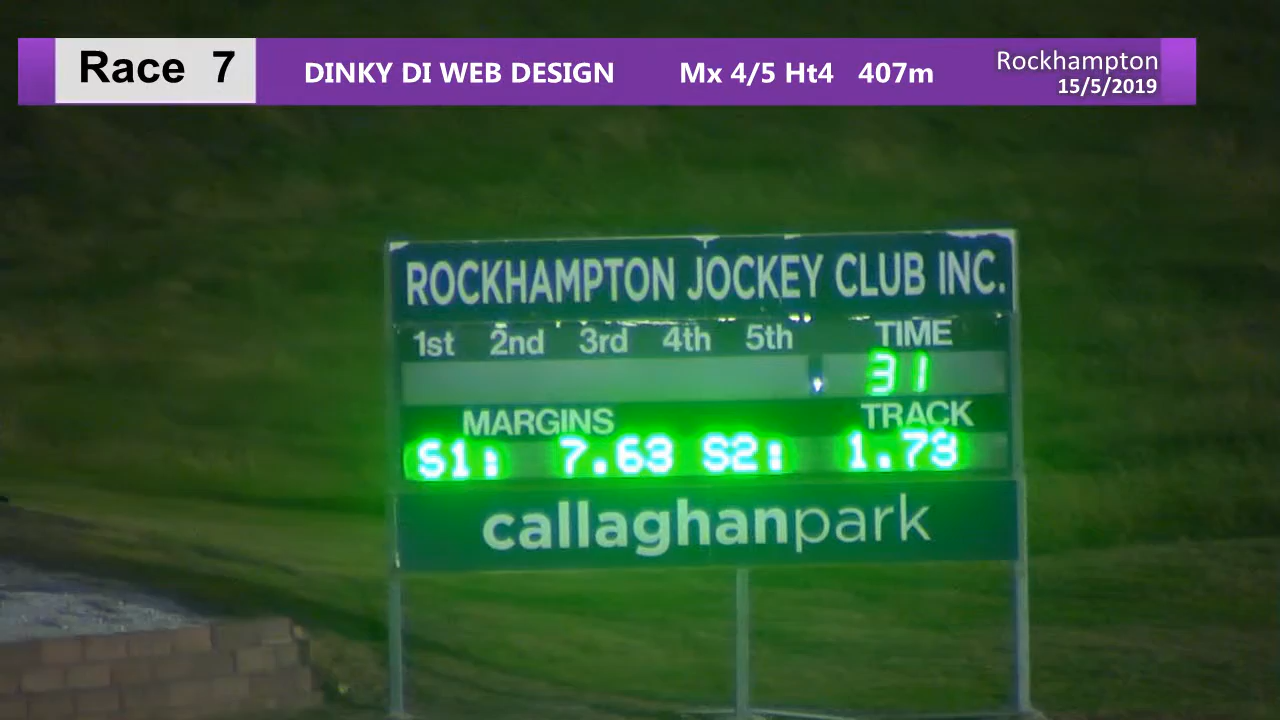 Race 7 DINKY DI WEB DESIGN Mx 4/5 Ht4 407m Rockhampton
15/5/2019
ROCKHAMPTON JOCKEY CLUB INC.
1st 2nd 3rd 4th 5th TIME
31
MARGINS TRACK
S1: 7.63 S2: 1.73
callaghanpark